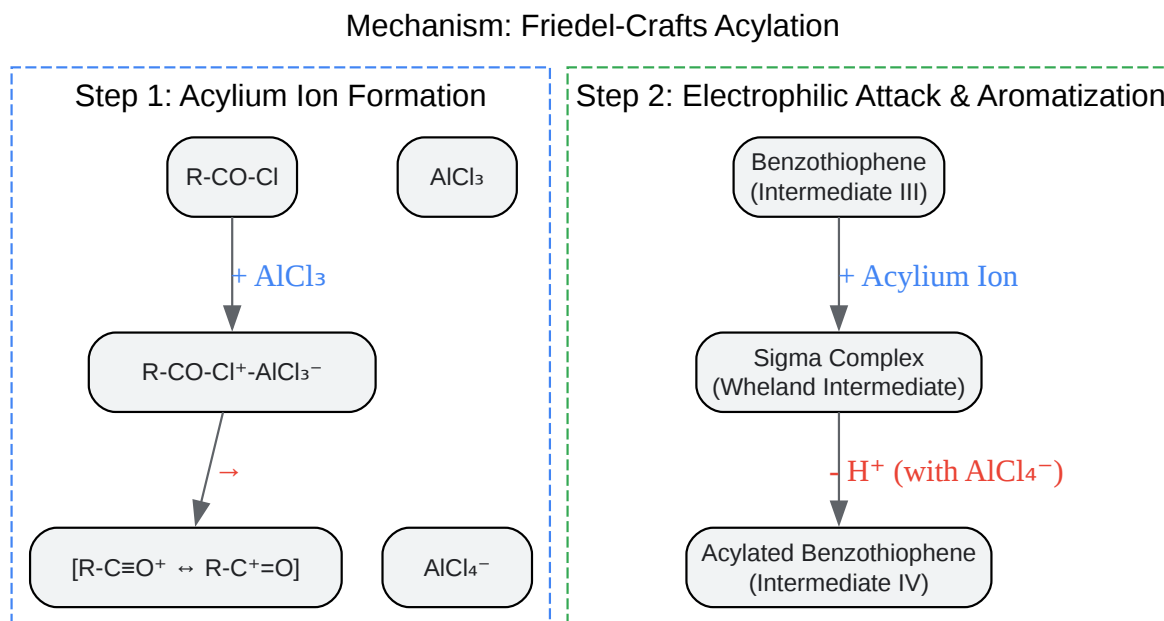 Mechanism: Friedel-Crafts Acylation
Step 1: Acylium Ion Formation
R-CO-Cl
AlCl₃
+ AlCl₃
R-CO-Cl⁺-AlCl₃⁻
→
[R-C≡O⁺ ↔ R-C⁺=O]
AlCl₄⁻
Step 2: Electrophilic Attack & Aromatization
Benzothiophene
(Intermediate III)
+ Acylium Ion
Sigma Complex
(Wheland Intermediate)
- H⁺ (with AlCl₄⁻)
Acylated Benzothiophene
(Intermediate IV)